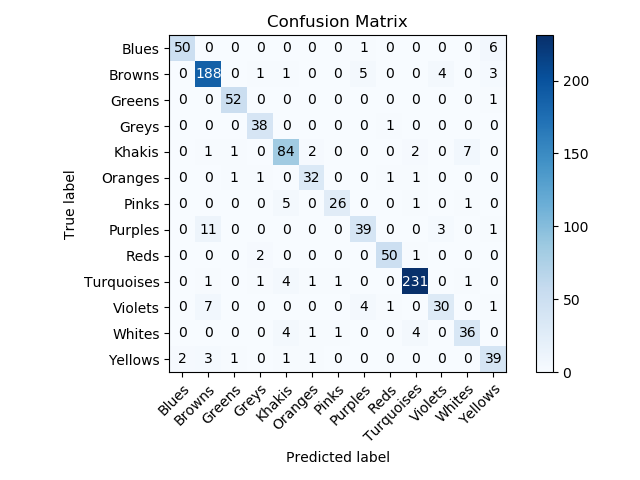 Confusion Matrix
True label
Blues 50 0 0 0 0 0 0 1 0 0 0 0 6
Browns 0 188 0 1 1 0 0 5 0 0 4 0 3
Greens 0 0 52 0 0 0 0 0 0 0 0 0 1
Greys 0 0 0 38 0 0 0 0 1 0 0 0 0
Khakis 0 1 1 0 84 2 0 0 0 2 0 7 0
Oranges 0 0 1 1 0 32 0 0 1 1 0 0 0
Pinks 0 0 0 0 5 0 26 0 0 1 0 1 0
Purples 0 11 0 0 0 0 0 39 0 0 3 0 1
Reds 0 0 0 2 0 0 0 0 50 1 0 0 0
Turquoises 0 1 0 1 4 1 1 0 0 231 0 1 0
Violets 0 7 0 0 0 0 0 4 1 0 30 0 1
Whites 0 0 0 0 4 1 1 0 0 4 0 36 0
Yellows 2 3 1 0 1 1 0 0 0 0 0 0 39
Blues Browns Greens Greys Khakis Oranges Pinks Purples Reds Turquoises Violets Whites Yellows
Predicted label
200
150
100
50
0